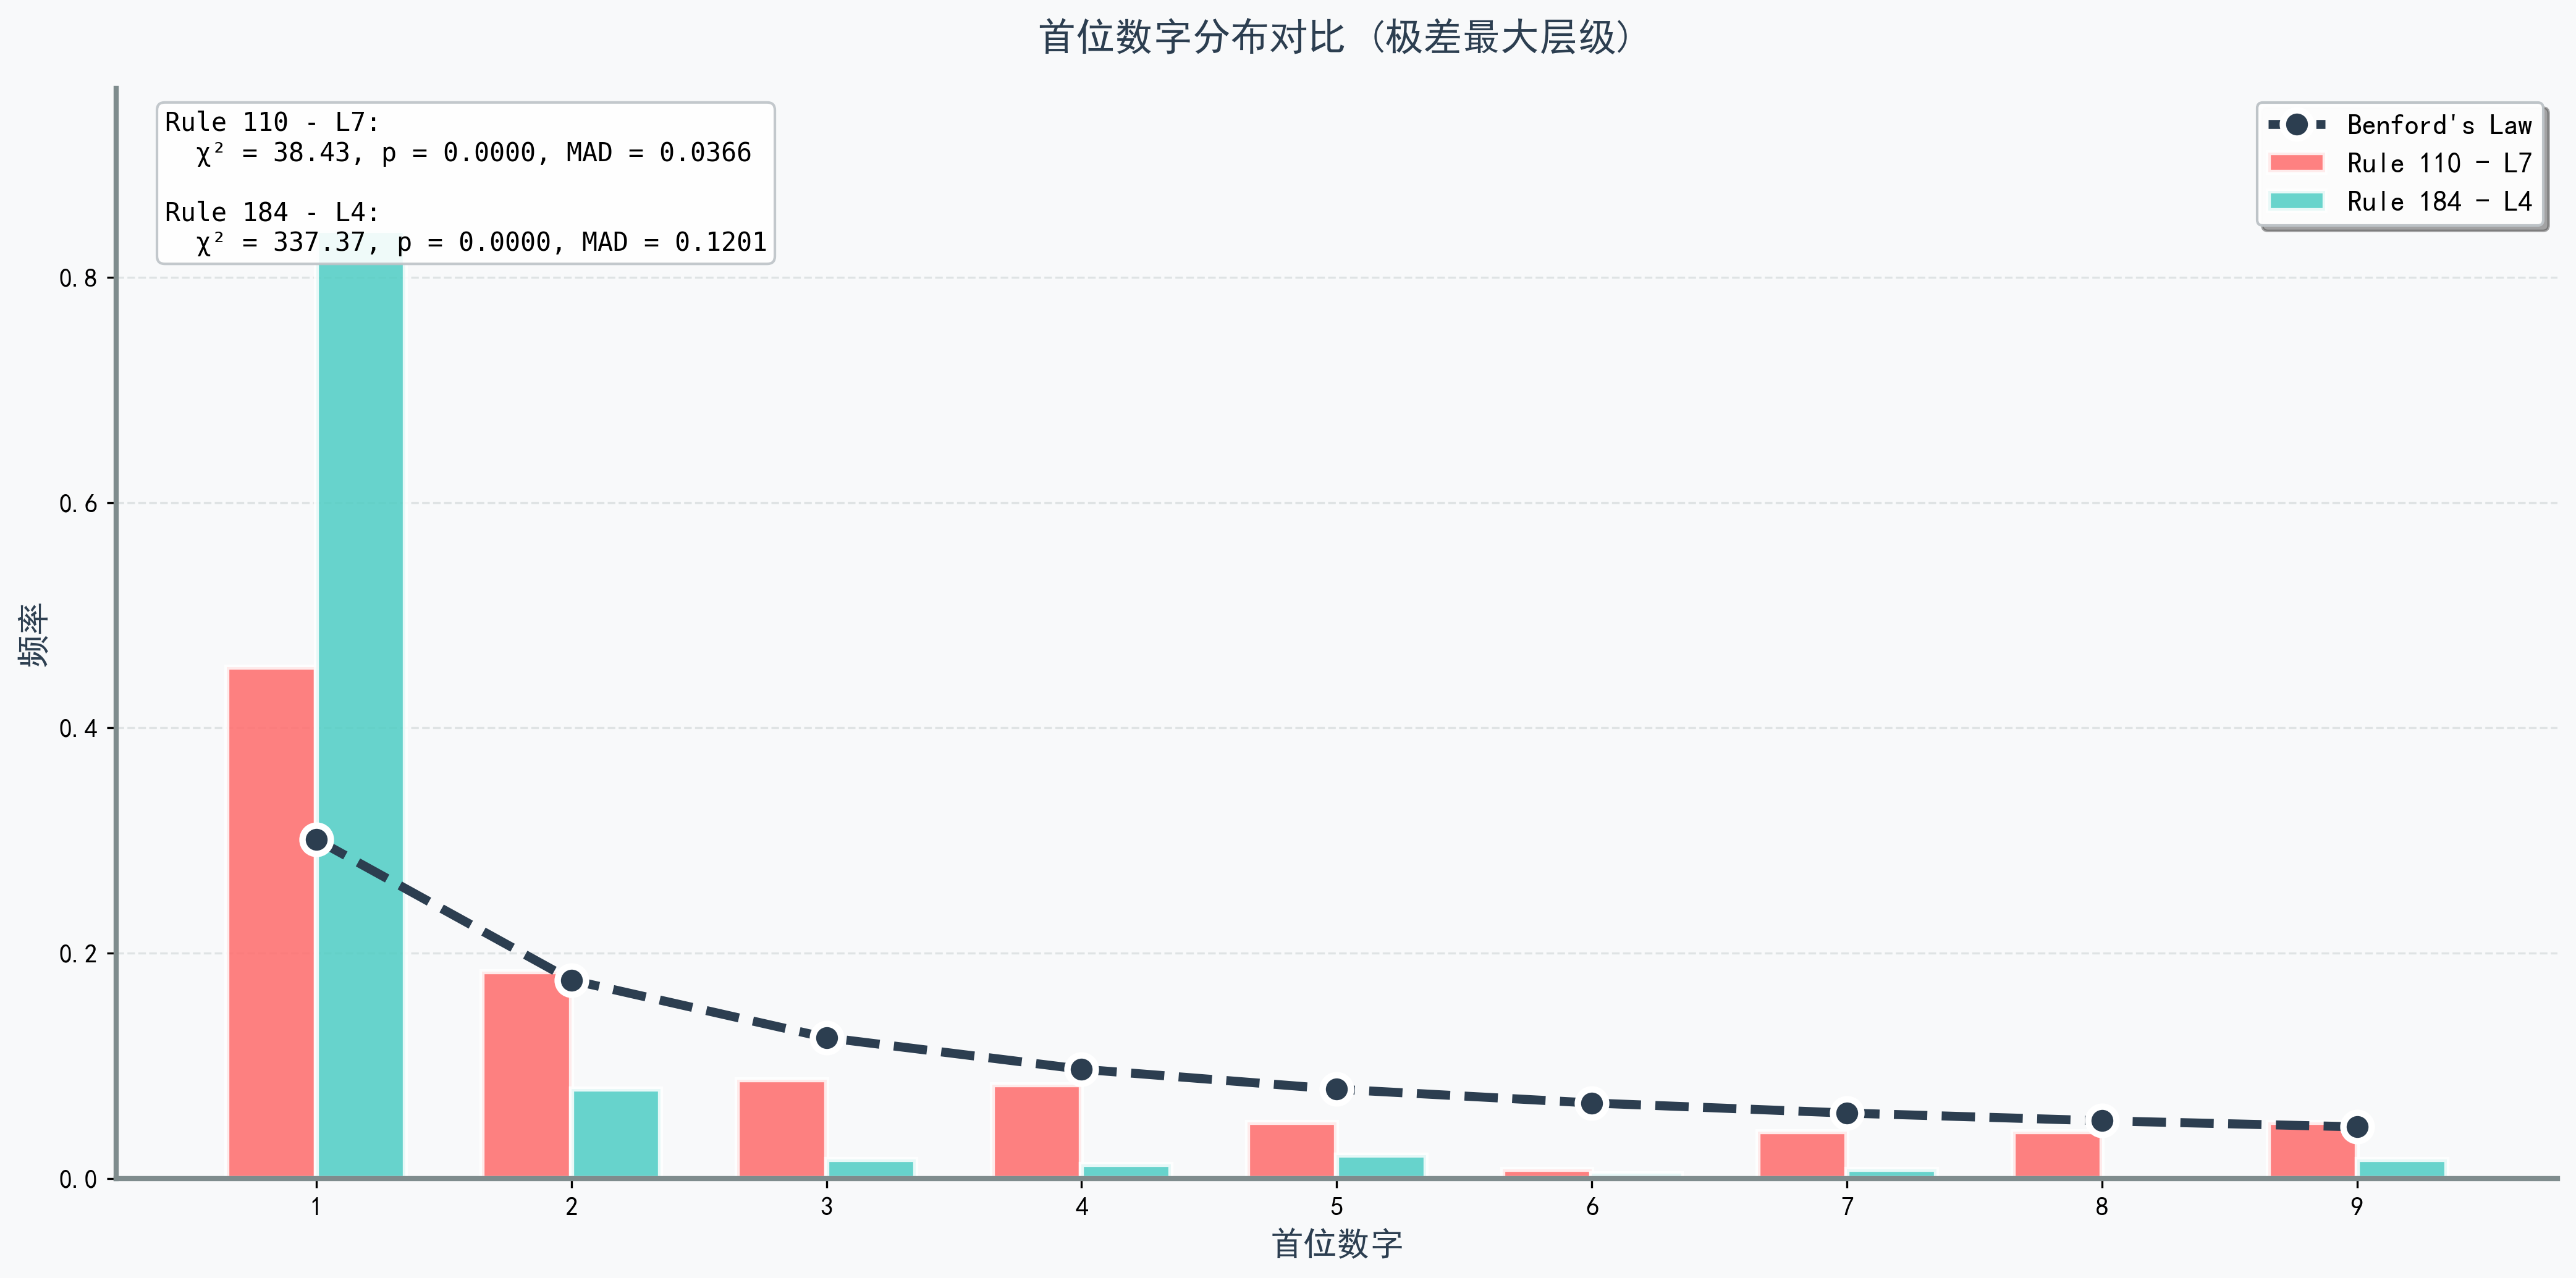 首位数字分布对比 (极差最大层级)
Rule 110 - L7:
χ² = 38.43, p = 0.0000, MAD = 0.0366
Rule 184 - L4:
χ² = 337.37, p = 0.0000, MAD = 0.1201
Benford's Law
Rule 110 - L7
Rule 184 - L4
频率
0.8
0.6
0.4
0.2
0.0
1 2 3 4 5 6 7 8 9
首位数字